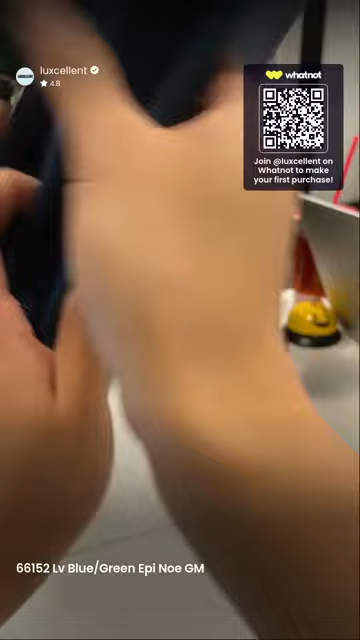 luxcellent
4.8
whatnot
Join @luxcellent on
Whatnot to make
your first purchase!
66152 Lv Blue/Green Epi Noe GM